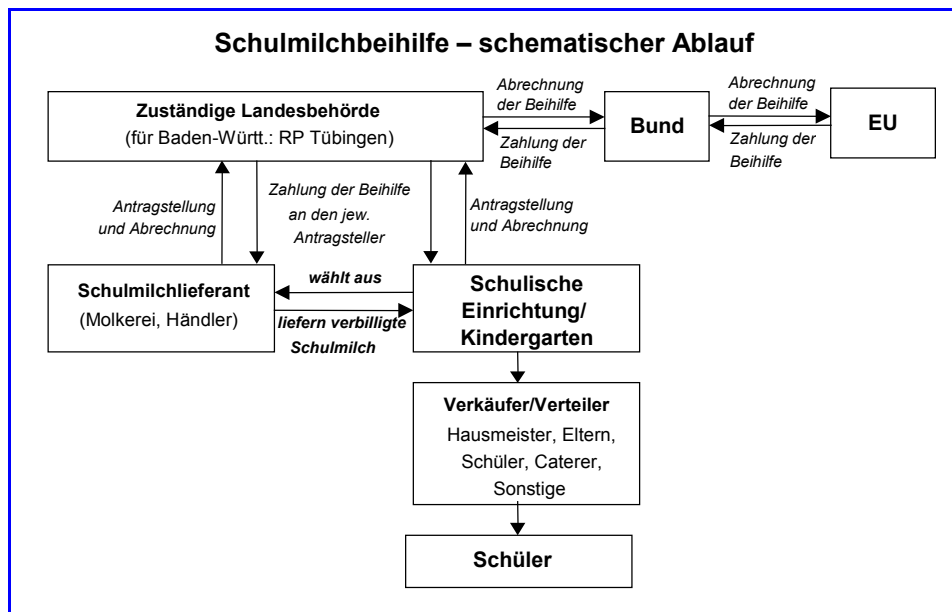 Schulmilchbeihilfe – schematischer Ablauf
Zuständige Landesbehörde
(für Baden-Württ.: RP Tübingen)
Abrechnung
der Beihilfe
Zahlung der
Beihilfe
Bund
Abrechnung
der Beihilfe
Zahlung der
Beihilfe
EU
Antragstellung
und Abrechnung
Zahlung der Beihilfe
an den jew.
Antragsteller
Antragstellung
und Abrechnung
Schulmilchlieferant
(Molkerei, Händler)
wählt aus
liefern verbilligte
Schulmilch
Schulische
Einrichtung/
Kindergarten
Verkäufer/Verteiler
Hausmeister, Eltern,
Schüler, Caterer,
Sonstige
Schüler